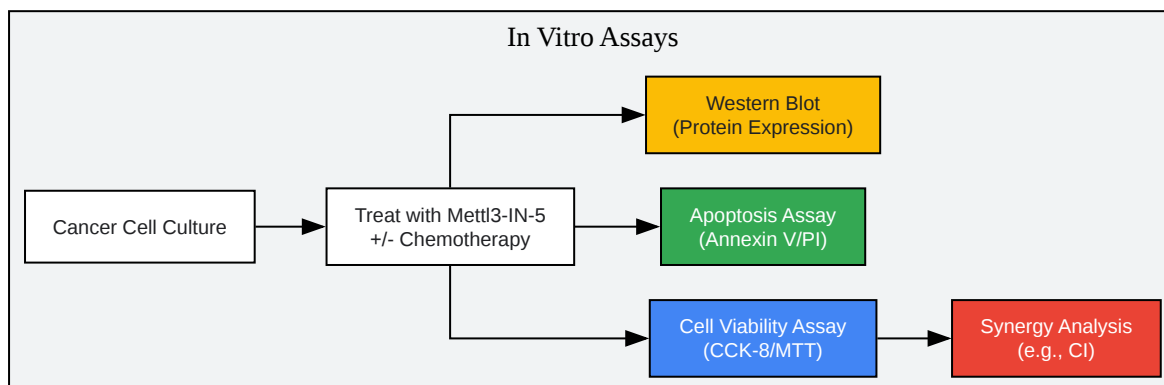 In Vitro Assays
Western Blot
(Protein Expression)
Cancer Cell Culture
Treat with Mettl3-IN-5
+/- Chemotherapy
Apoptosis Assay
(Annexin V/PI)
Cell Viability Assay
(CCK-8/MTT)
Synergy Analysis
(e.g., CI)